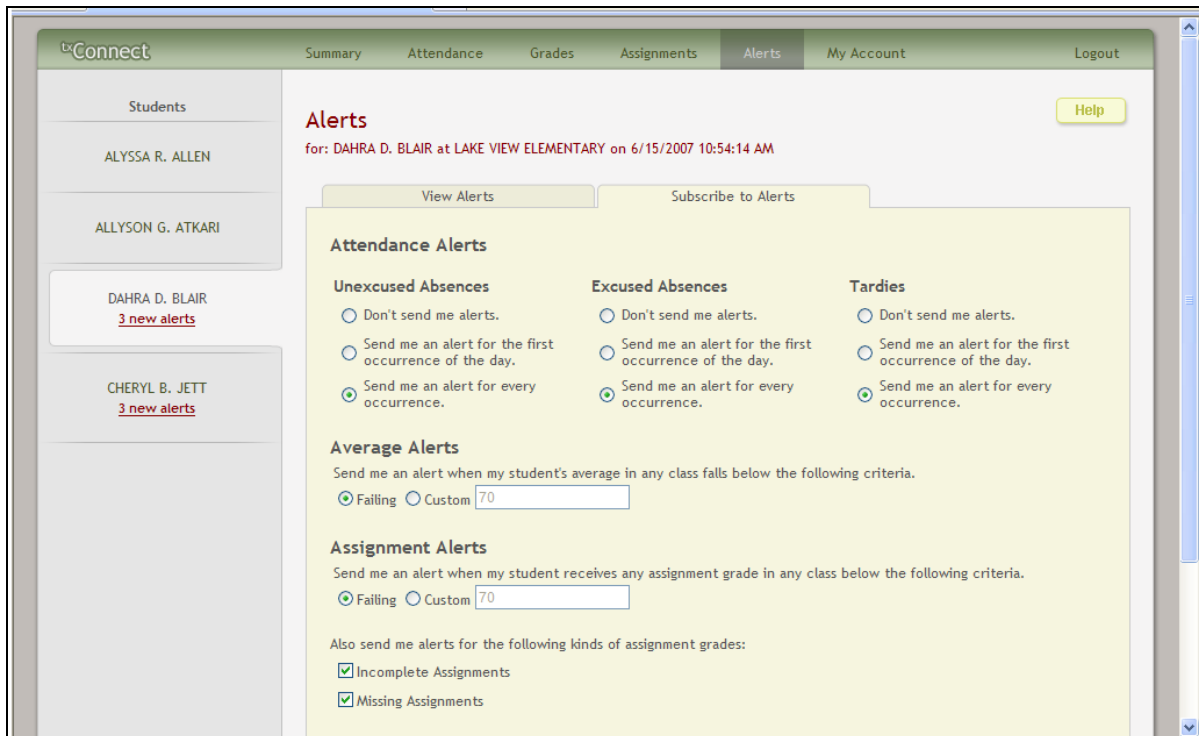 txConnect
Summary Attendance Grades Assignments Alerts My Account Logout
Students
ALYSSA R. ALLEN
ALLYSON G. ATKARI
DAHRA D. BLAIR
3 new alerts
CHERYL B. JETT
3 new alerts
Help
Alerts
for: DAHRA D. BLAIR at LAKE VIEW ELEMENTARY on 6/15/2007 10:54:14 AM
View Alerts Subscribe to Alerts
Attendance Alerts
Unexcused Absences
Don't send me alerts.
Send me an alert for the first
occurrence of the day.
Send me an alert for every
occurrence.
Excused Absences
Don't send me alerts.
Send me an alert for the first
occurrence of the day.
Send me an alert for every
occurrence.
Tardies
Don't send me alerts.
Send me an alert for the first
occurrence of the day.
Send me an alert for every
occurrence.
Average Alerts
Send me an alert when my student's average in any class falls below the following criteria.
Failing Custom 70
Assignment Alerts
Send me an alert when my student receives any assignment grade in any class below the following criteria.
Failing Custom 70
Also send me alerts for the following kinds of assignment grades:
Incomplete Assignments
Missing Assignments